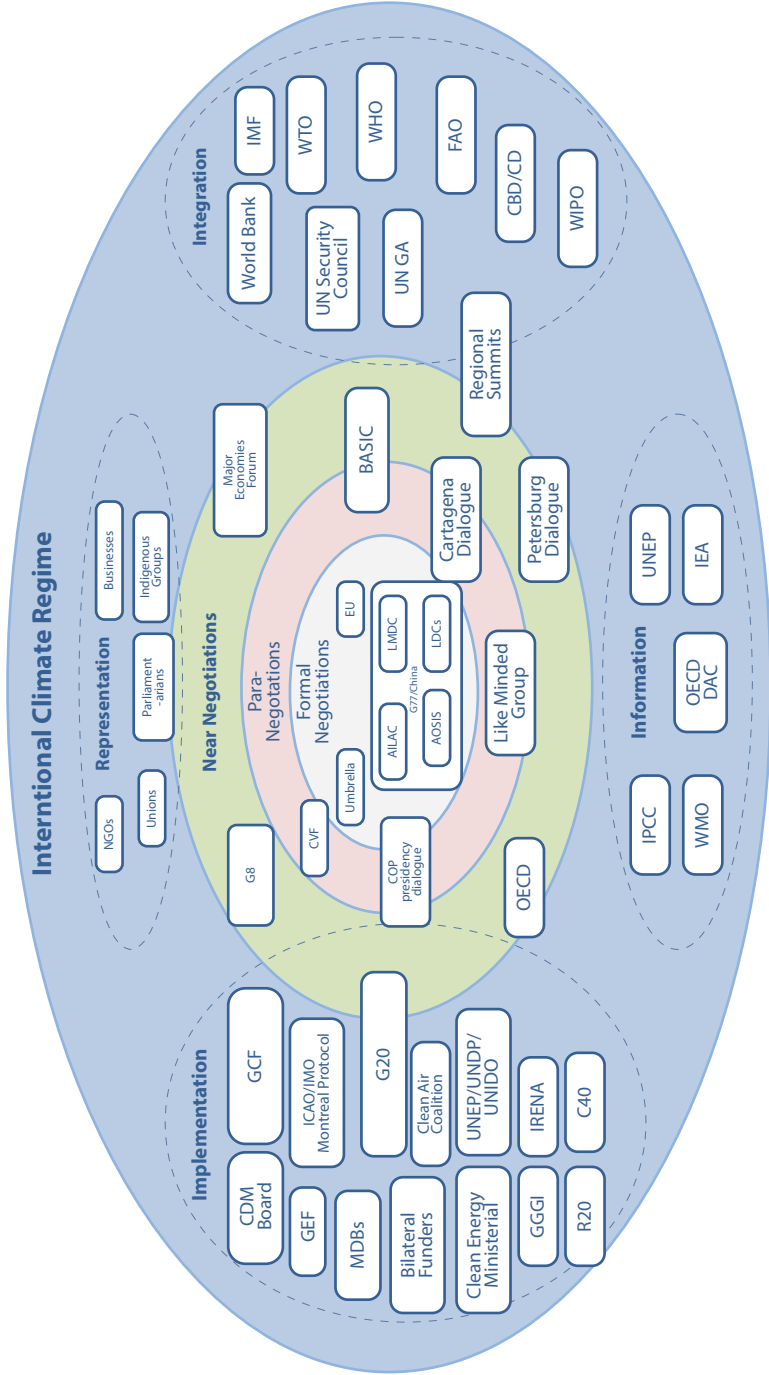 Interntional Climate Regime
Representation
NGOs
Unions
Parliament
-arians
Businesses
Indigenous
Groups
Implementation
CDM
Board
GCF
GEF
ICAO/IMO
Montreal Protocol
MDBs
G20
Bilateral
Funders
Clean Air
Coalition
Clean Energy
Ministerial
UNEP/UNDP/
UNIDO
GGGI
IRENA
R20
C40
Near Negotiations
G8
Major
Economies
Forum
BASIC
OECD
Petersburg
Dialogue
Regional
Summits
Para-
Negotations
CVF
COP
presidency
dialogue
Like Minded
Group
Cartagena
Dialogue
Formal
Negotiations
Umbrella
EU
AILAC
LMDC
G77/China
AOSIS
LDCs
Integration
World Bank
IMF
WTO
UN Security
Council
WHO
UN GA
FAO
CBD/CD
WIPO
Information
IPCC
UNEP
OECD
DAC
WMO
IEA